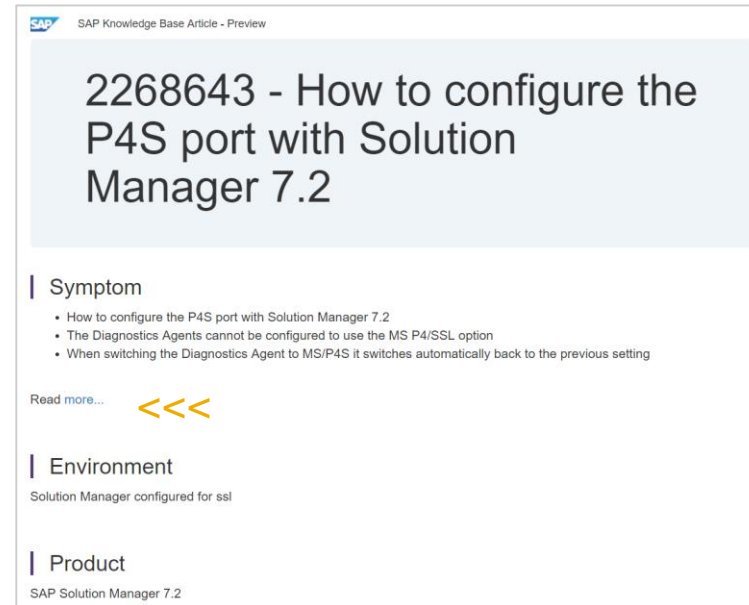 SAP SAP Knowledge Base Article - Preview
2268643 - How to configure the
P4S port with Solution
Manager 7.2
Symptom
• How to configure the P4S port with Solution Manager 7.2
• The Diagnostics Agents cannot be configured to use the MS P4/SSL option
• When switching the Diagnostics Agent to MS/P4S it switches automatically back to the previous setting
Read more... <<<
Environment
Solution Manager configured for ssl
Product
SAP Solution Manager 7.2